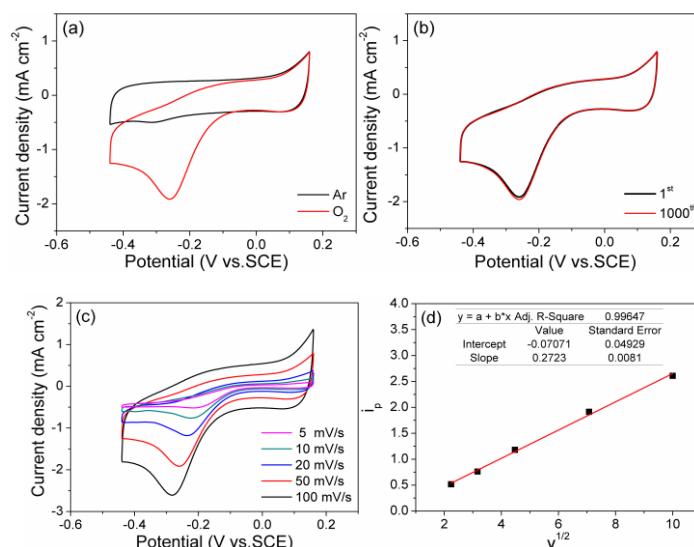 (a)
Current density (mA cm-2)
1
0
-1
-2
-0.6 -0.4 -0.2 0.0 0.2
Potential (V vs.SCE)
Ar
O2
(b)
Current density (mA cm-2)
1
0
-1
-2
-0.6 -0.4 -0.2 0.0 0.2
Potential (V vs.SCE)
1st
1000th
(c)
Current density (mA cm-2)
2
1
0
-1
-2
-3
-0.6 -0.4 -0.2 0.0 0.2
Potential (V vs.SCE)
5 mV/s
10 mV/s
20 mV/s
50 mV/s
100 mV/s
(d)
ip
4.0
3.5
3.0
2.5
2.0
1.5
1.0
0.5
0.0
y = a + b*x Adj. R-Square 0.99647
Value Standard Error
Intercept -0.07071 0.04929
Slope 0.2723 0.0081
2 4 6 8 10
v1/2